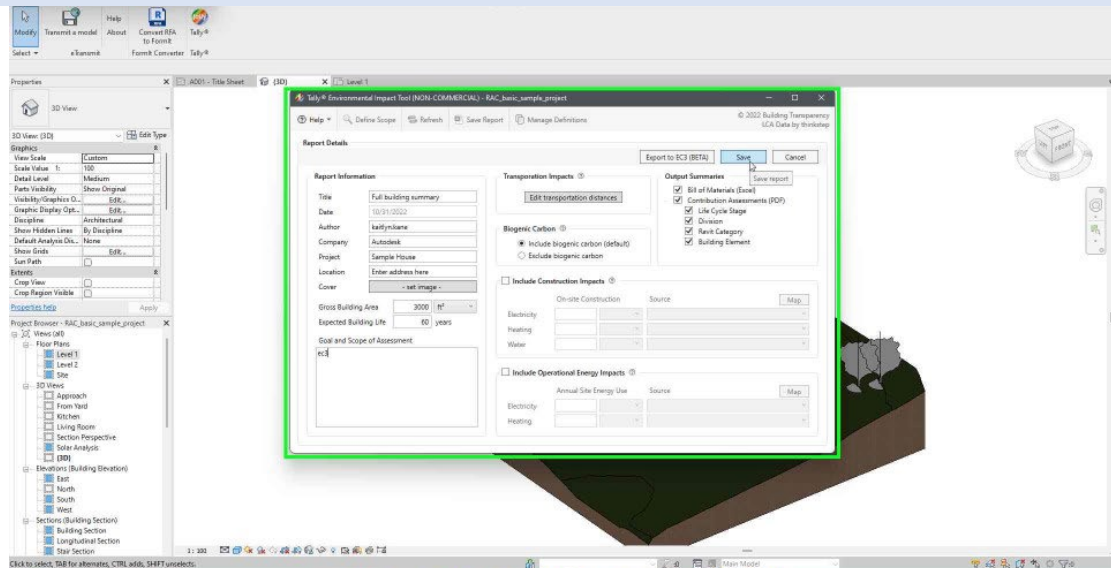 Modify
Transmit a model
Help
About
Convert RFA
to FormIt
Tally®
Select
eTransmit
FormIt Converter
Tally®
Properties
3D View
3D View: (3D)
Edit Type
Graphics
View Scale Custom
Scale Value 1: 100
Detail Level Medium
Parts Visibility Show Original
Visibility/Graphics O... Edit...
Graphic Display Opt... Edit...
Discipline Architectural
Show Hidden Lines By Discipline
Default Analysis Dis... None
Show Grids Edit...
Sun Path
Extents
Crop View
Crop Region Visible
Properties help
Apply
Project Browser - RAC_basic_sample_project
Views (all)
Floor Plans
Level 1
Level 2
Site
3D Views
Approach
From Yard
Kitchen
Living Room
Section Perspective
Solar Analysis
{3D}
Elevations (Building Elevation)
East
North
South
West
Sections (Building Section)
Building Section
Longitudinal Section
Stair Section
A001 - Title Sheet
{3D}
Level 1
Tally® Environmental Impact Tool (NON-COMMERCIAL) - RAC_basic_sample_project
Help
Define Scope
Refresh
Save Report
Manage Definitions
© 2022 Building Transparency
LCA Data by thinkstep
Report Details
Export to EC3 (BETA)
Save
Cancel
Save report
Report Information
Title Full building summary
Date 10/31/2022
Author kaitlyn.kane
Company Autodesk
Project Sample House
Location Enter address here
Cover - set image -
Gross Building Area 3000 ft²
Expected Building Life 60 years
Goal and Scope of Assessment
ec3
Transporation Impacts
Edit transportation distances
Biogenic Carbon
Include biogenic carbon (default)
Exclude biogenic carbon
Output Summaries
Bill of Materials (Excel)
Contribution Assessments (PDF)
Life Cycle Stage
Division
Revit Category
Building Element
Include Construction Impacts
On-site Construction Source Map
Electricity
Heating
Water
Include Operational Energy Impacts
Annual Site Energy Use Source Map
Electricity
Heating
TOP
FRONT
1 : 100
Click to select, TAB for alternates, CTRL adds, SHIFT unselects.
:0
Main Model